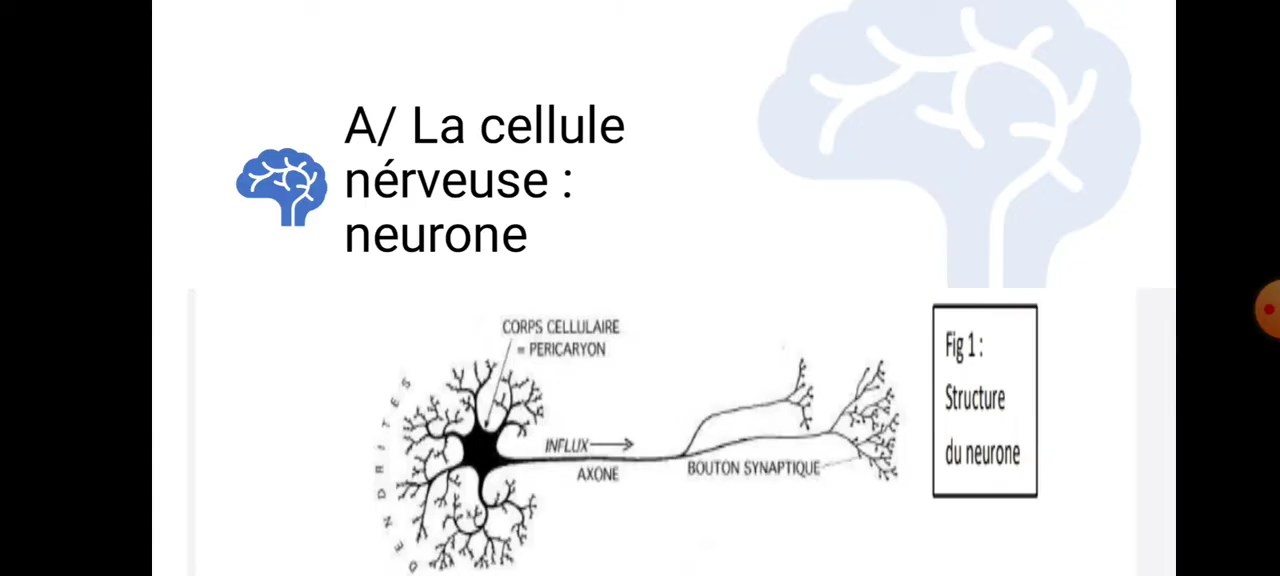 A/ La cellule
nérveuse :
neurone
CORPS CELLULAIRE
= PERICARYON
DENDRITES
INFLUX
AXONE
BOUTON SYNAPTIQUE
Fig 1 :
Structure
du neurone